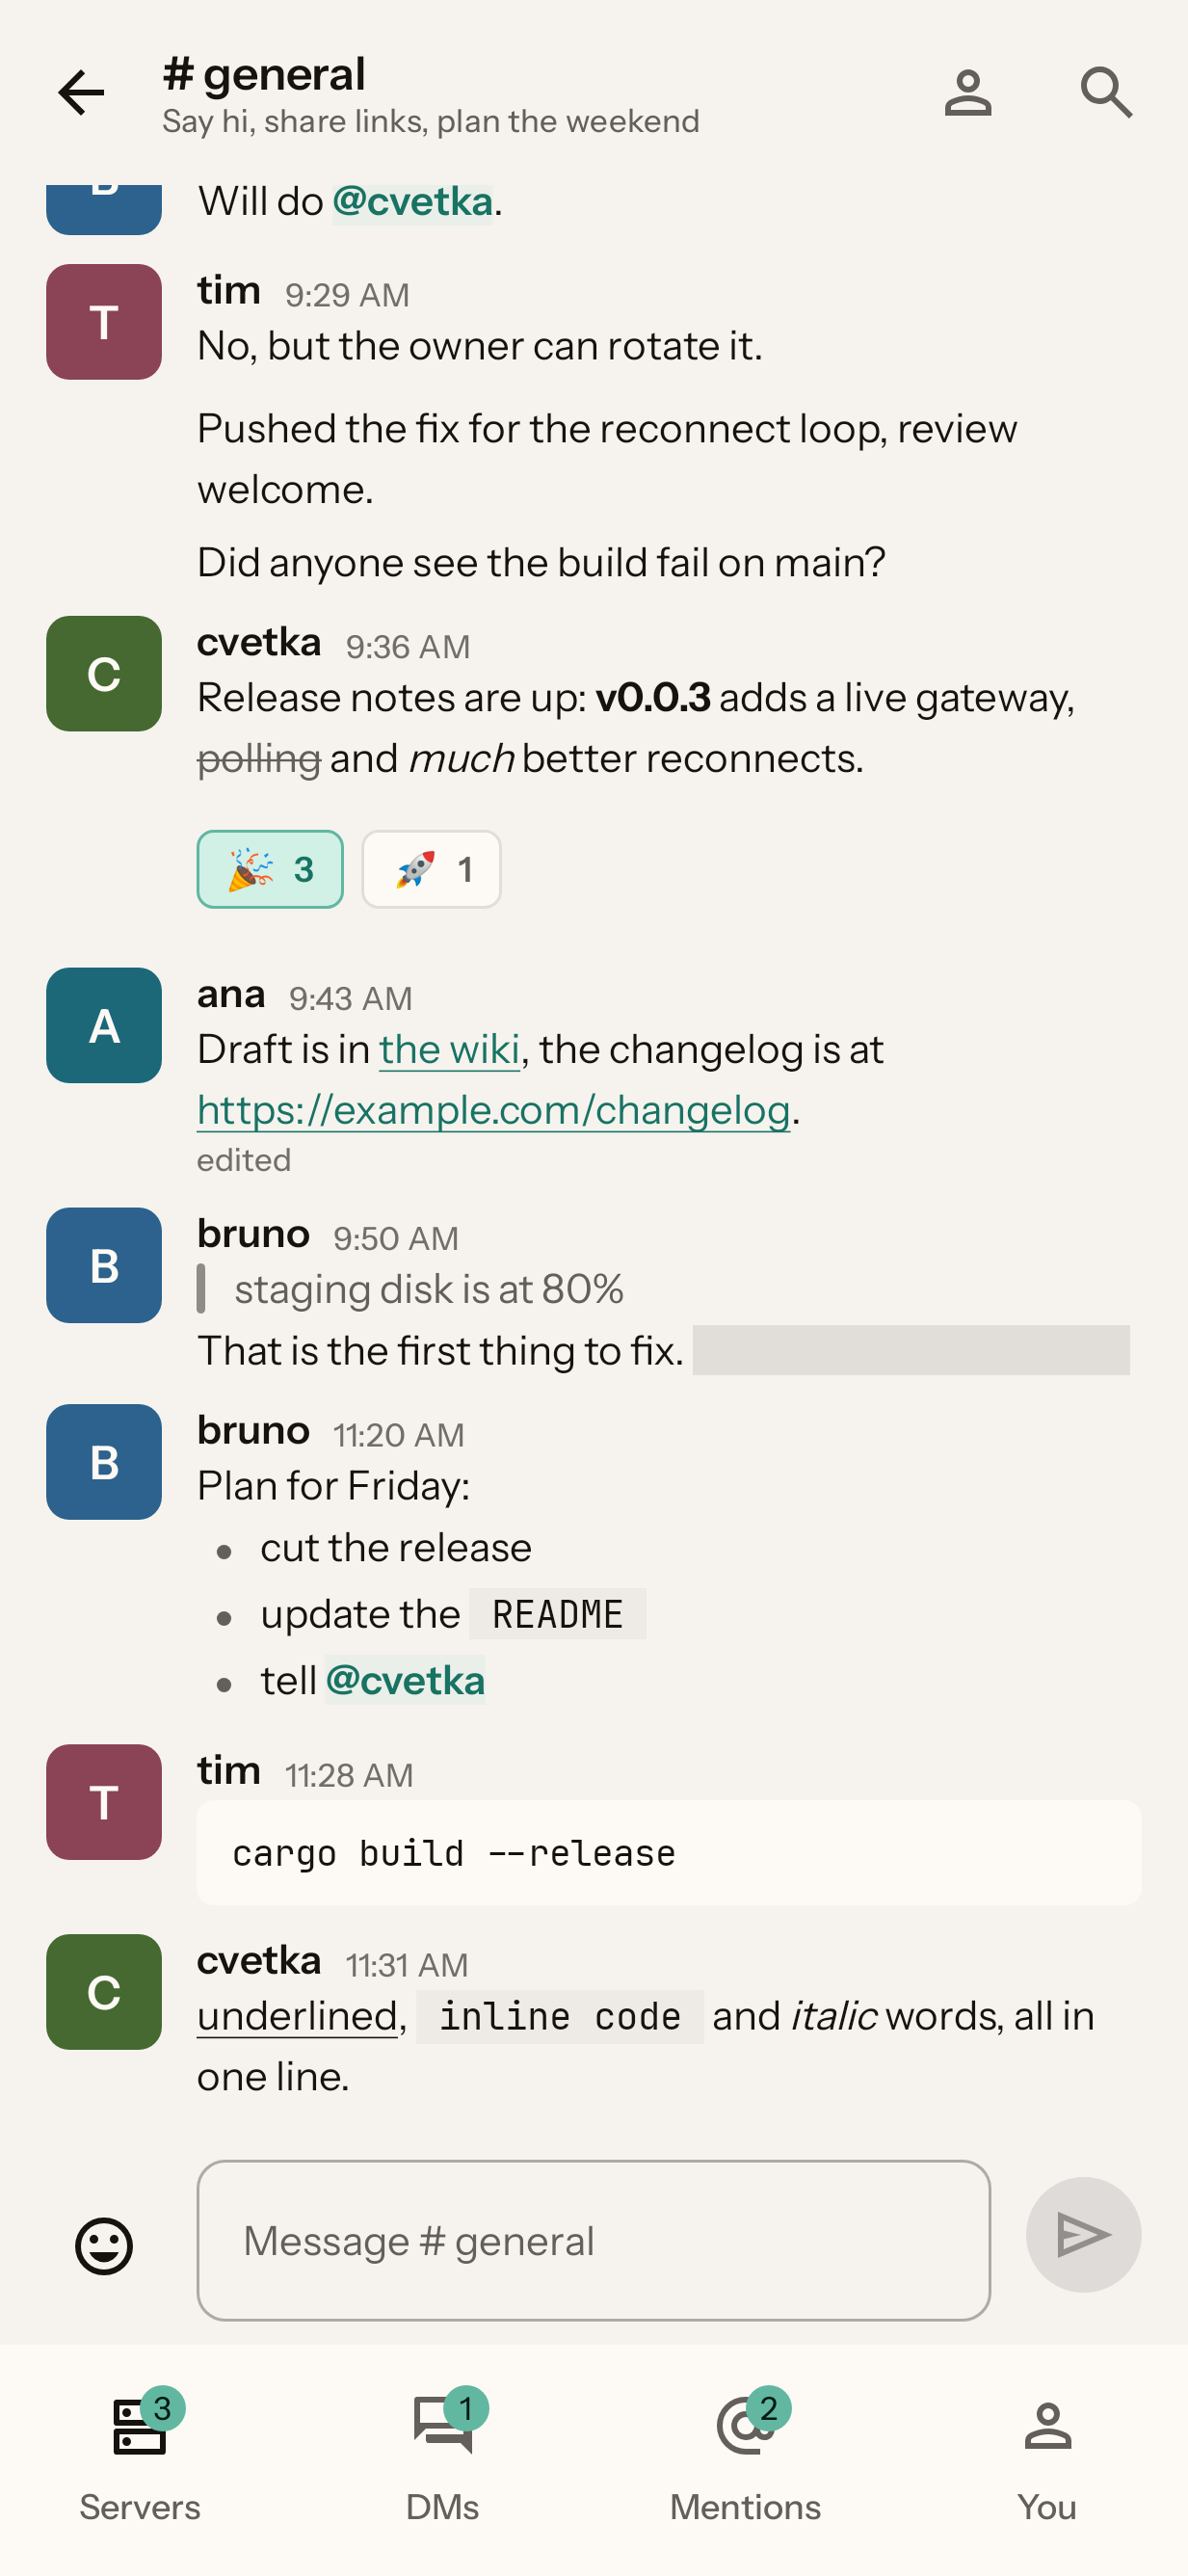 # general
Say hi, share links, plan the weekend
Will do @cvetka.
T
tim 9:29 AM
No, but the owner can rotate it.
Pushed the fix for the reconnect loop, review
welcome.
Did anyone see the build fail on main?
C
cvetka 9:36 AM
Release notes are up: v0.0.3 adds a live gateway,
polling and much better reconnects.
🎉 3 🚀 1
A
ana 9:43 AM
Draft is in the wiki, the changelog is at
https://example.com/changelog.
edited
B
bruno 9:50 AM
staging disk is at 80%
That is the first thing to fix.
B
bruno 11:20 AM
Plan for Friday:
• cut the release
• update the README
• tell @cvetka
T
tim 11:28 AM
cargo build --release
C
cvetka 11:31 AM
underlined, inline code and italic words, all in
one line.
Message # general
3 1 2
Servers DMs Mentions You